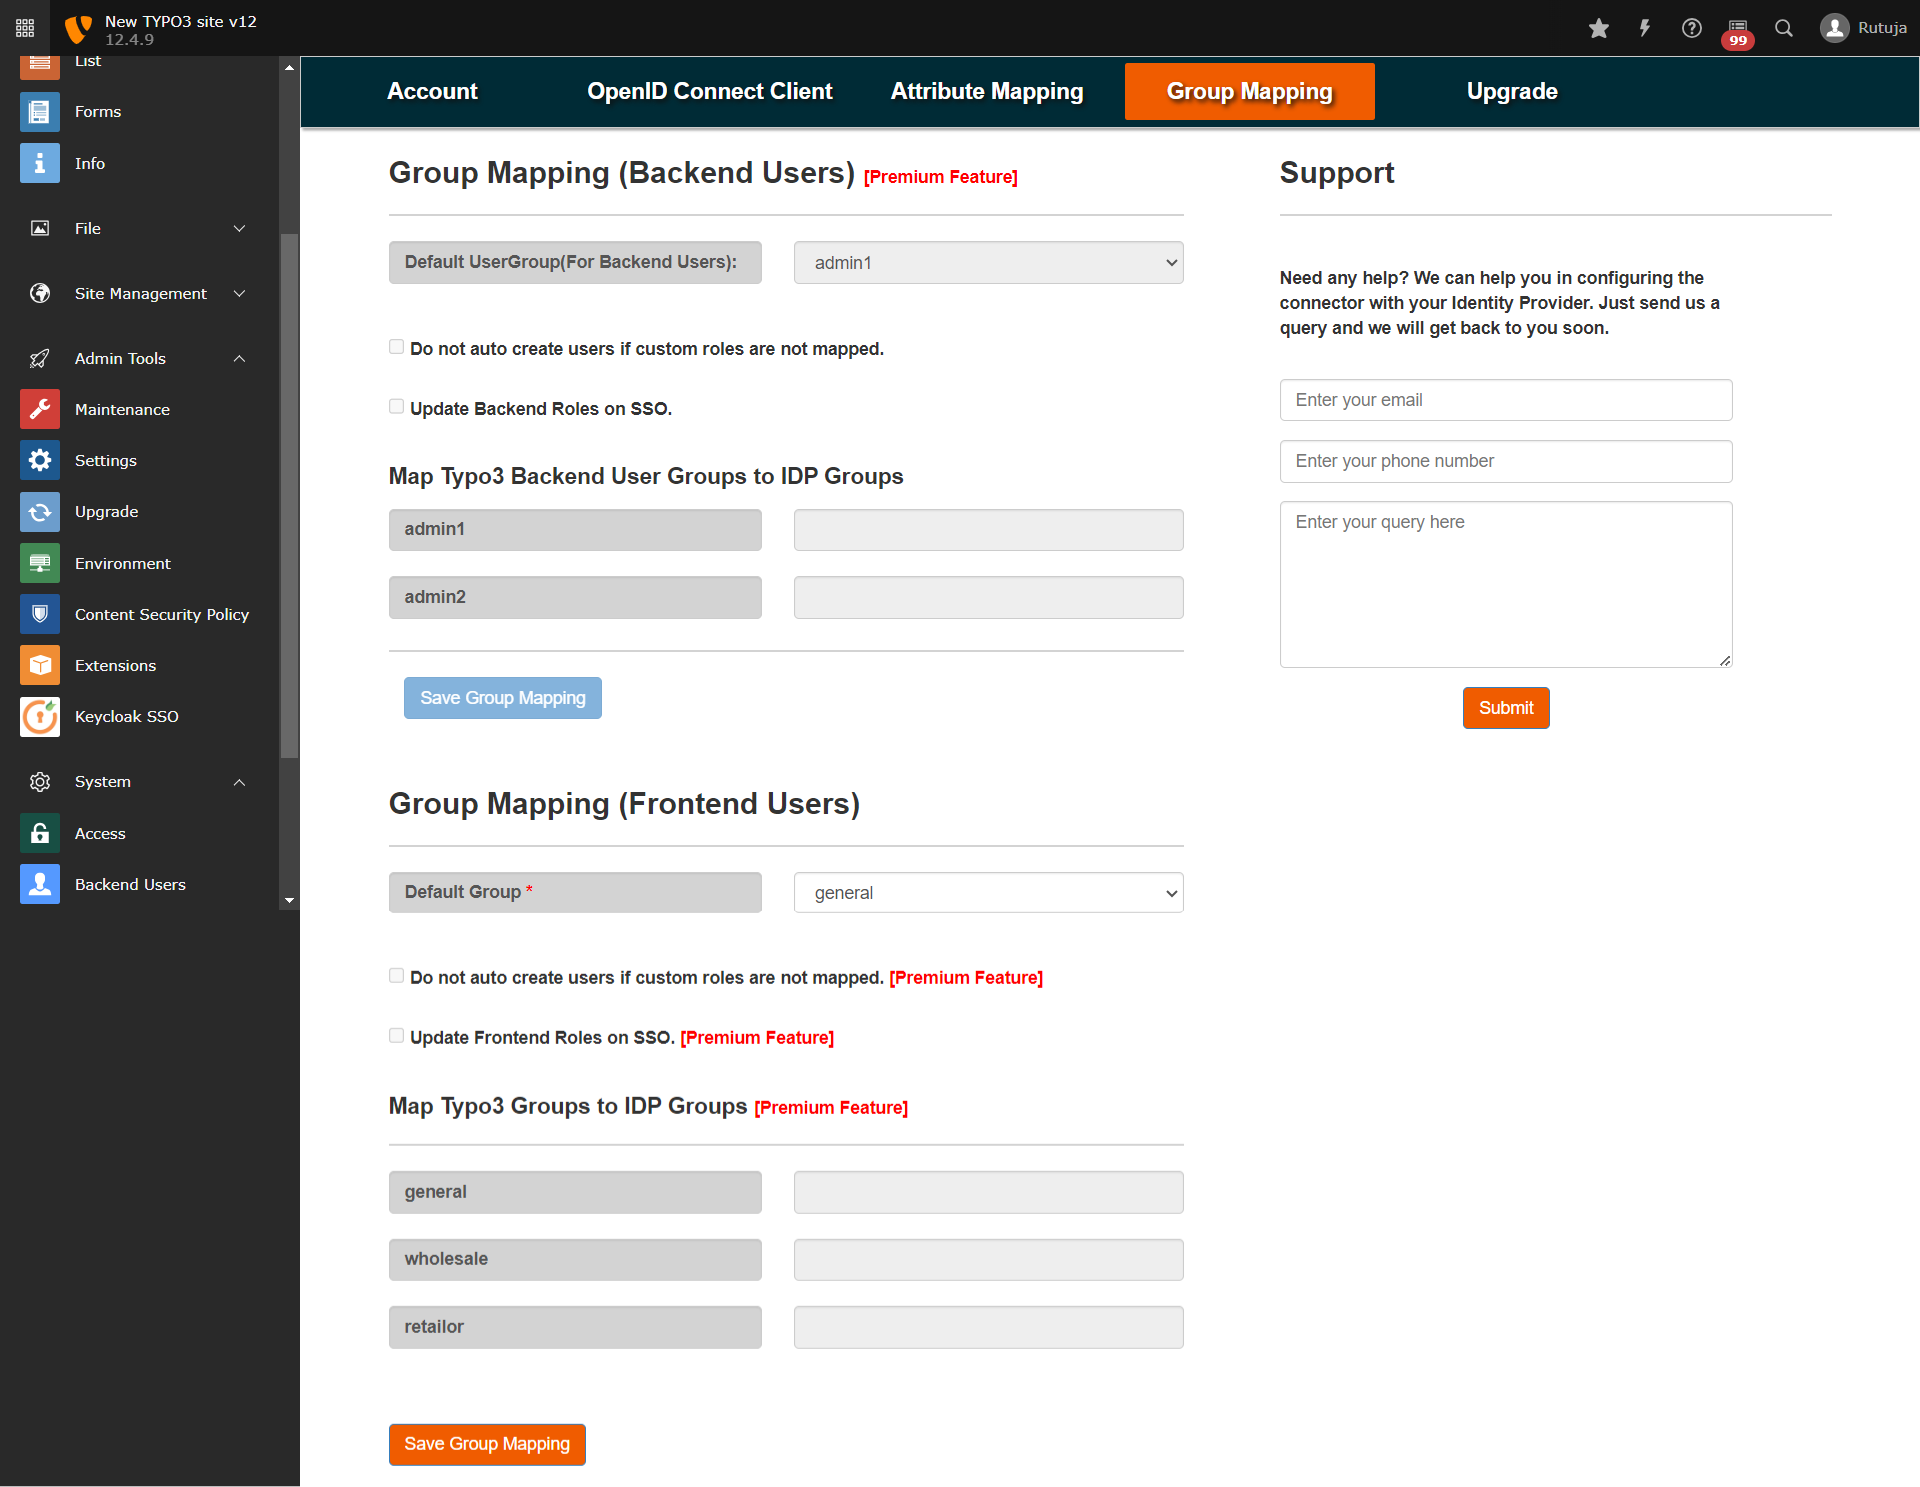 New TYPO3 site v12
12.4.9
99
Rutuja
List
Forms
Info
File
Site Management
Admin Tools
Maintenance
Settings
Upgrade
Environment
Content Security Policy
Extensions
Keycloak SSO
System
Access
Backend Users
Account
OpenID Connect Client
Attribute Mapping
Group Mapping
Upgrade
Group Mapping (Backend Users) [Premium Feature]
Default UserGroup(For Backend Users):
admin1
Do not auto create users if custom roles are not mapped.
Update Backend Roles on SSO.
Map Typo3 Backend User Groups to IDP Groups
admin1
admin2
Save Group Mapping
Group Mapping (Frontend Users)
Default Group *
general
Do not auto create users if custom roles are not mapped. [Premium Feature]
Update Frontend Roles on SSO. [Premium Feature]
Map Typo3 Groups to IDP Groups [Premium Feature]
general
wholesale
retailor
Save Group Mapping
Support
Need any help? We can help you in configuring the
connector with your Identity Provider. Just send us a
query and we will get back to you soon.
Enter your email
Enter your phone number
Enter your query here
Submit